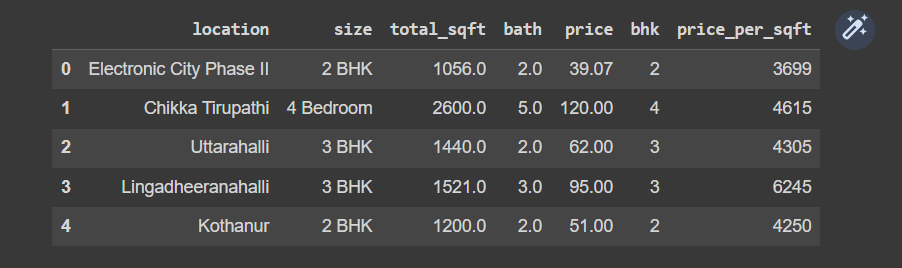 location size total_sqft bath price bhk price_per_sqft
0 Electronic City Phase II 2 BHK 1056.0 2.0 39.07 2 3699
1 Chikka Tirupathi 4 Bedroom 2600.0 5.0 120.00 4 4615
2 Uttarahalli 3 BHK 1440.0 2.0 62.00 3 4305
3 Lingadheeranahalli 3 BHK 1521.0 3.0 95.00 3 6245
4 Kothanur 2 BHK 1200.0 2.0 51.00 2 4250